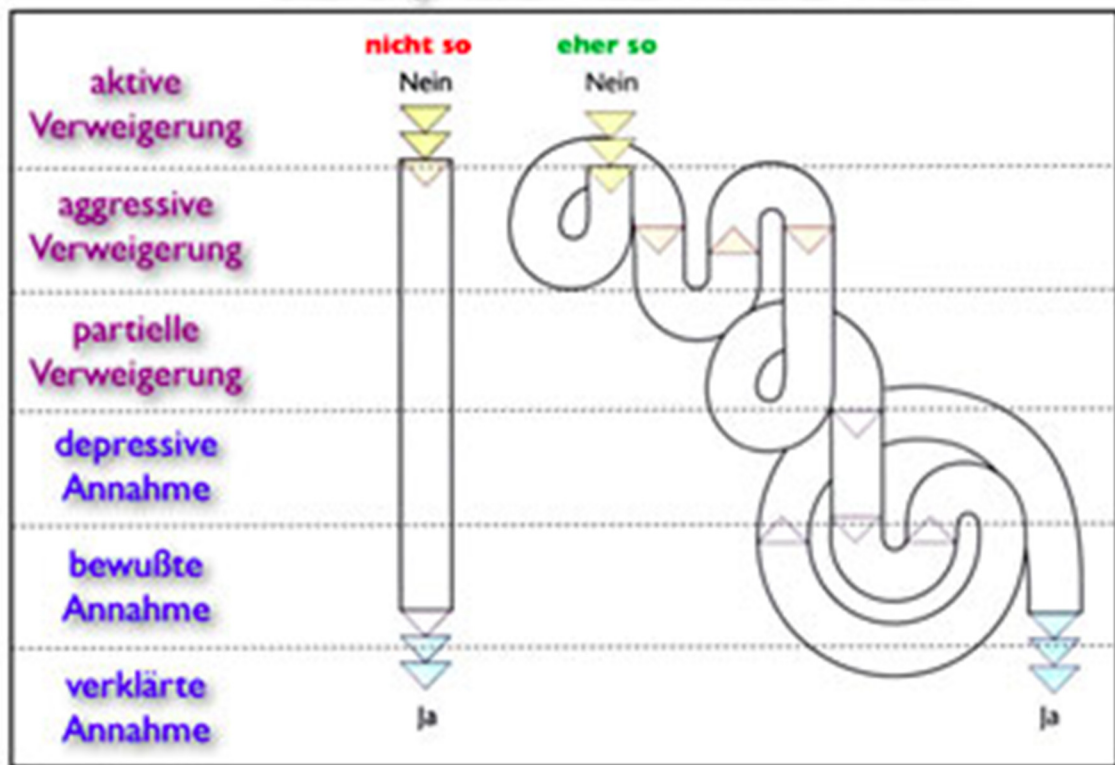 nicht so
eher so
Nein
Nein
aktive
Verweigerung
aggressive
Verweigerung
partielle
Verweigerung
depressive
Annahme
bewußte
Annahme
verklärte
Annahme
Ja
Ja